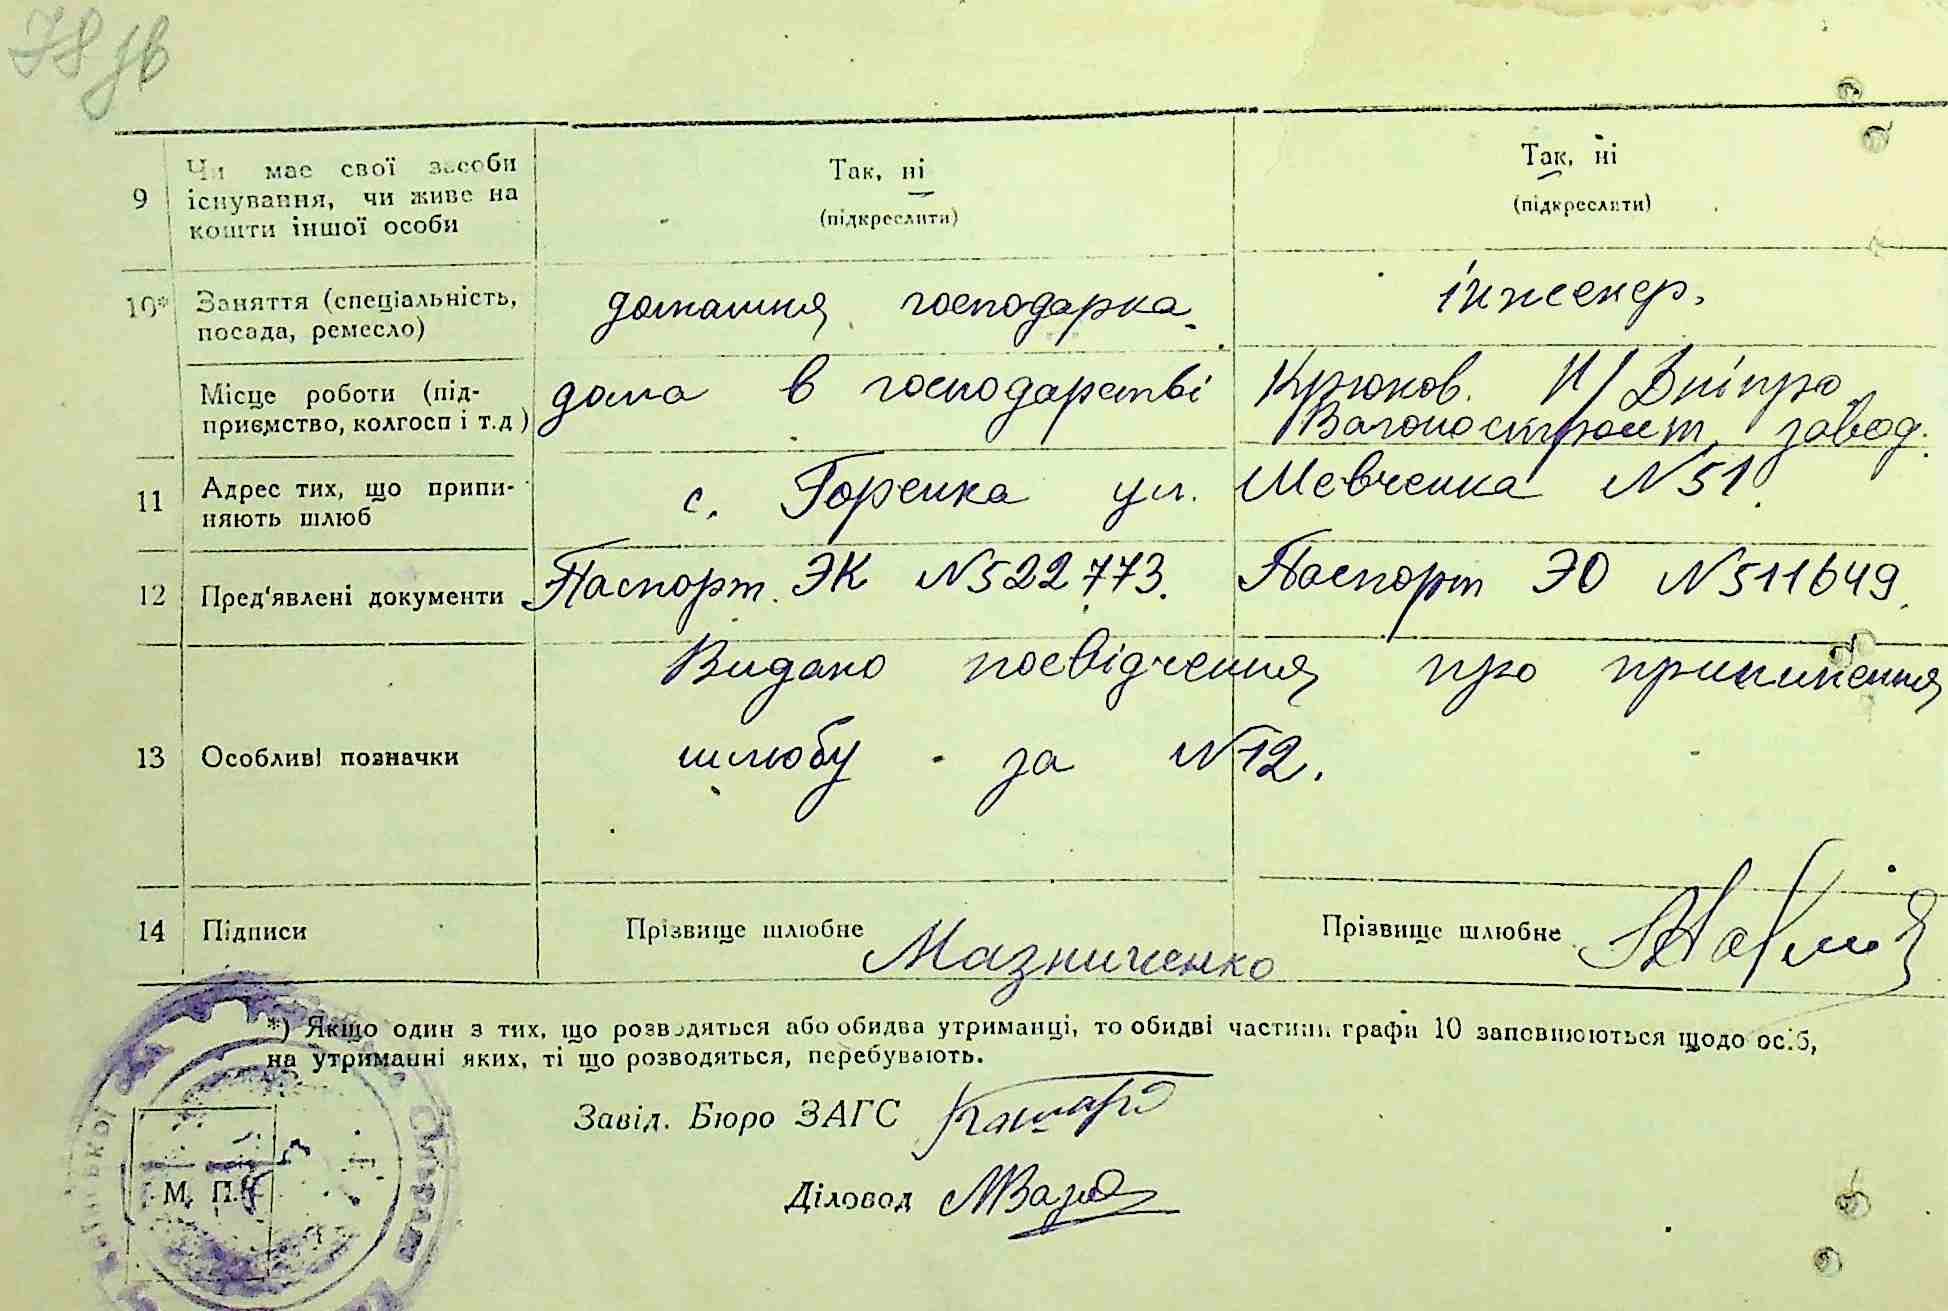 9 Чи має свої засоби існування, чи живе на кошти іншої особи
Так, ні
(підкреслити)
Так, ні
(підкреслити)
10* Заняття (спеціальність, посада, ремесло)
домашня господарка.
інженер.
Місце роботи (підприємство, колгосп і т.д)
дома в господарстві
Крюков. Н/Дніпро
Вагоностроит. завод.
11 Адрес тих, що припиняють шлюб
с. Горенка ул. Шевченка N51.
12 Пред'явлені документи
Паспорт. ЭК N522773.
Паспорт ЭО N511649.
13 Особливі позначки
Видано посвідчення про припинення
шлюбу за N12.
14 Підписи
Прізвище шлюбне Мазниченко
Прізвище шлюбне
*) Якщо один з тих, що розводяться або обидва утриманці, то обидві частини графи 10 заповнюються щодо осіб,
на утриманні яких, ті що розводяться, перебувають.
Завід. Бюро ЗАГС
Діловод
М. П.